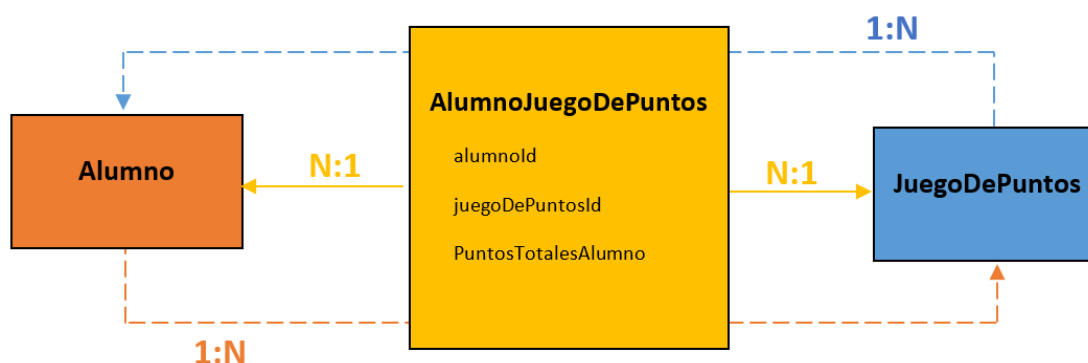 1:N
AlumnoJuegoDePuntos
alumnoId
juegoDePuntosId
PuntosTotalesAlumno
Alumno
N:1
N:1
JuegoDePuntos
1:N